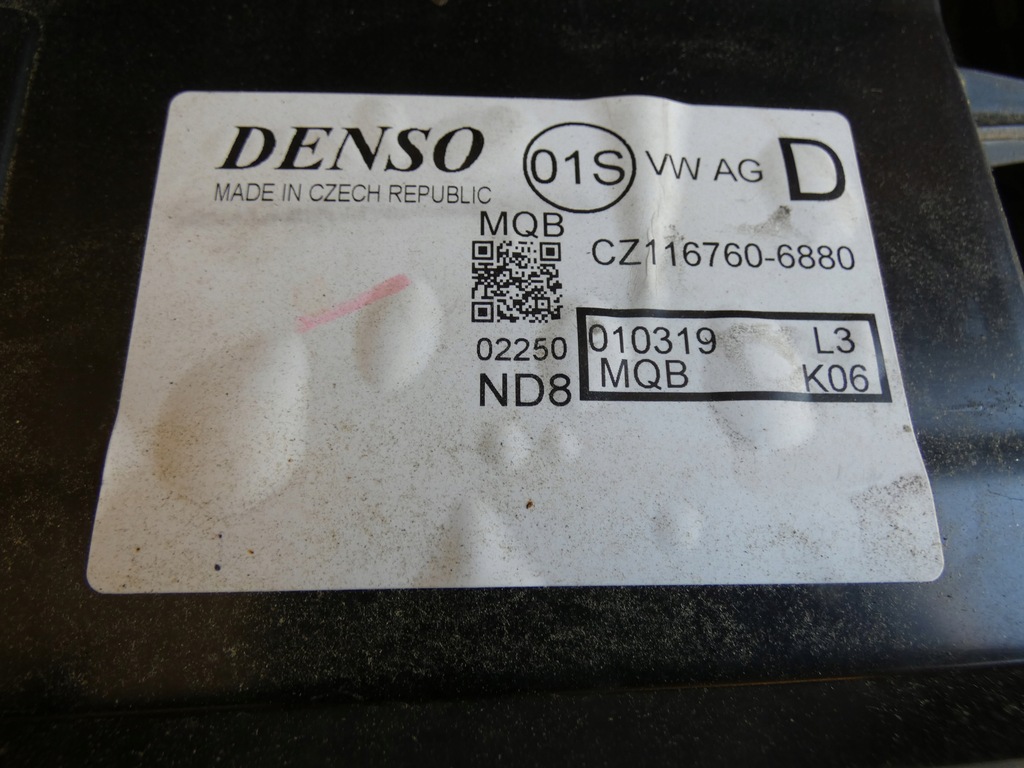 DENSO
MADE IN CZECH REPUBLIC
01S VW AG D
MQB
CZ116760-6880
02250
ND8
010319 L3
MQB K06